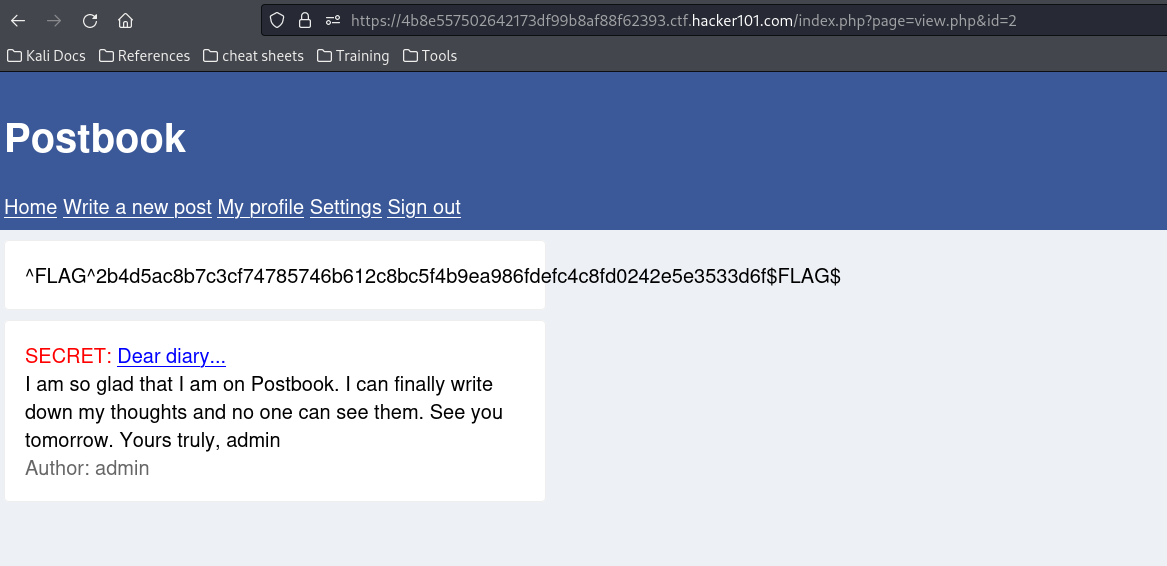 https://4b8e557502642173df99b8af88f62393.ctf.hacker101.com/index.php?page=view.php&id=2
Kali Docs References cheat sheets Training Tools
Postbook
Home Write a new post My profile Settings Sign out
^FLAG^2b4d5ac8b7c3cf74785746b612c8bc5f4b9ea986fdefc4c8fd0242e5e3533d6f$FLAG$
SECRET: Dear diary...
I am so glad that I am on Postbook. I can finally write
down my thoughts and no one can see them. See you
tomorrow. Yours truly, admin
Author: admin